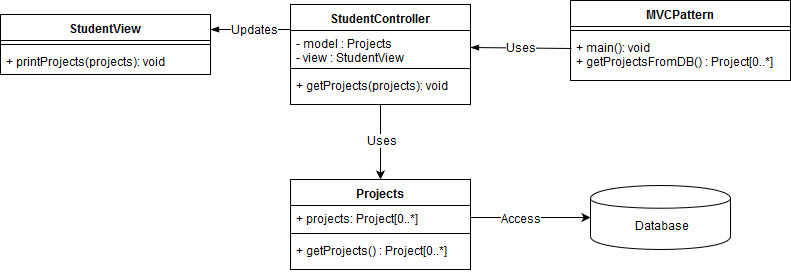 StudentView
+ printProjects(projects): void
Updates
StudentController
- model : Projects
- view : StudentView
+ getProjects(projects): void
Uses
MVCPattern
+ main(): void
+ getProjectsFromDB() : Project[0..*]
Uses
Projects
+ projects: Project[0..*]
+ getProjects() : Project[0..*]
Access
Database